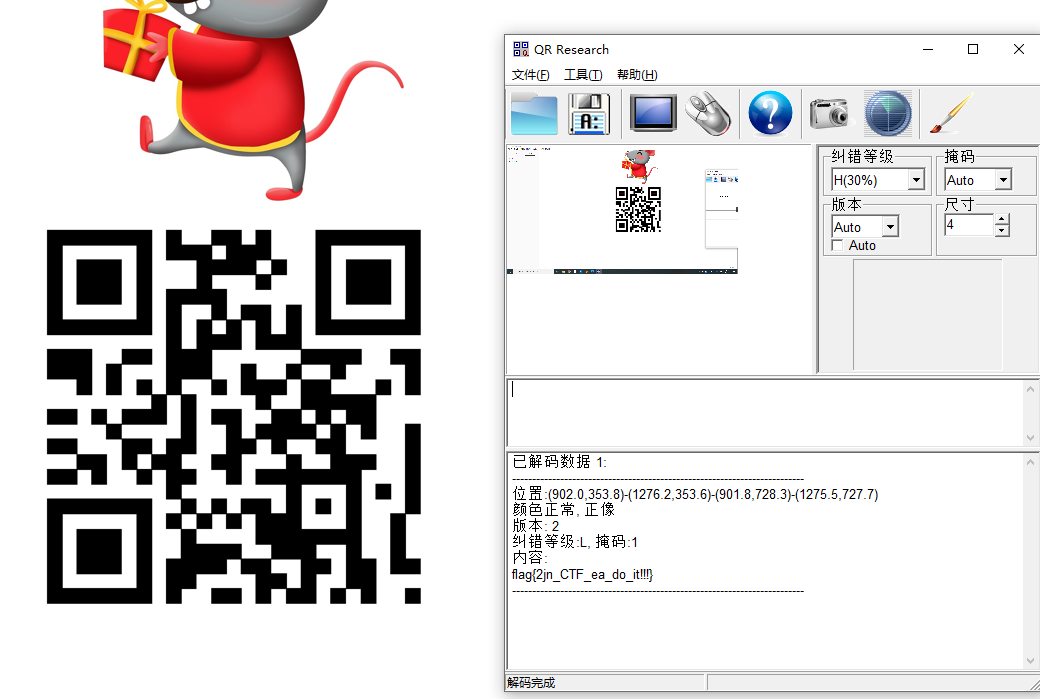 QR Research
文件(F) 工具(T) 帮助(H)
A:
?
纠错等级 掩码
H(30%) Auto
版本 尺寸
Auto 4
Auto
已解码数据 1:
--------------------------------------------------------------------------
位置:(902.0,353.8)-(1276.2,353.6)-(901.8,728.3)-(1275.5,727.7)
颜色正常, 正像
版本: 2
纠错等级:L, 掩码:1
内容:
flag{2jn_CTF_ea_do_it!!!}
--------------------------------------------------------------------------
解码完成